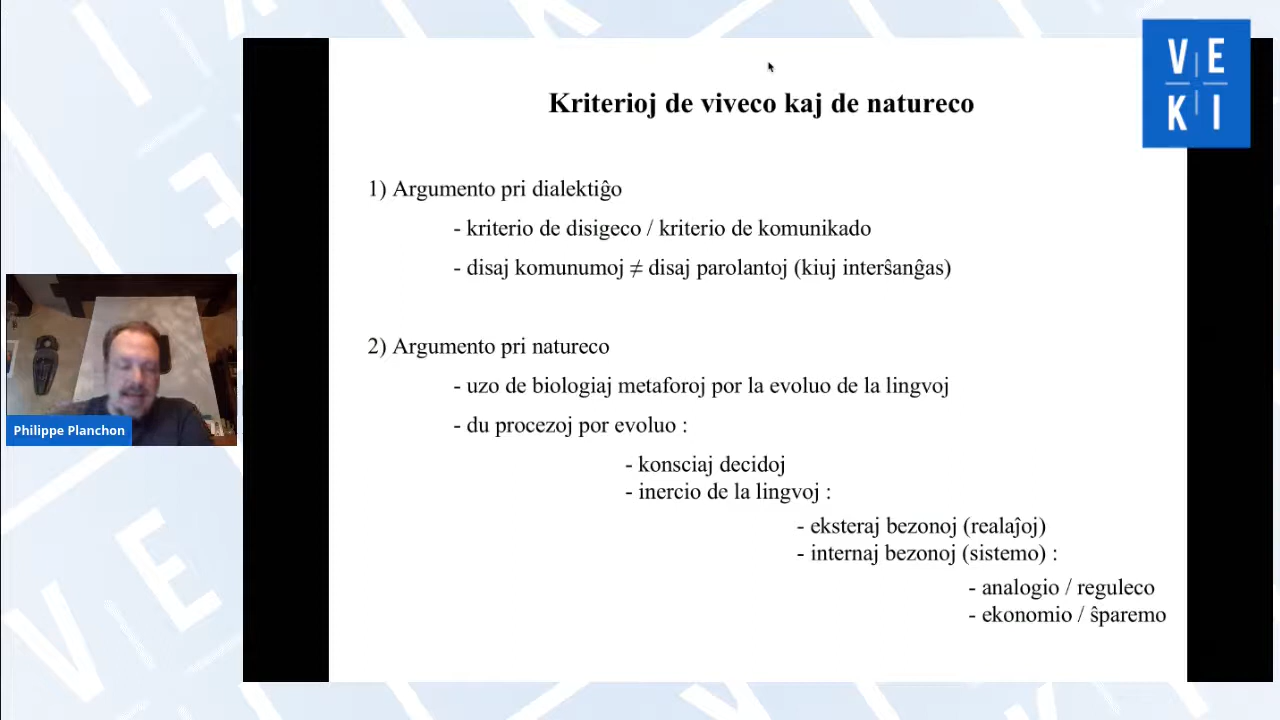 V E
K I
Kriterioj de viveco kaj de natureco
1) Argumento pri dialektiĝo
- kriterio de disigeco / kriterio de komunikado
- disaj komunumoj ≠ disaj parolantoj (kiuj interŝanĝas)
2) Argumento pri natureco
- uzo de biologiaj metaforoj por la evoluo de la lingvoj
- du procezoj por evoluo :
- konsciaj decidoj
- inercio de la lingvoj :
- eksteraj bezonoj (realaĵoj)
- internaj bezonoj (sistemo) :
- analogio / reguleco
- ekonomio / ŝparemo
Philippe Planchon